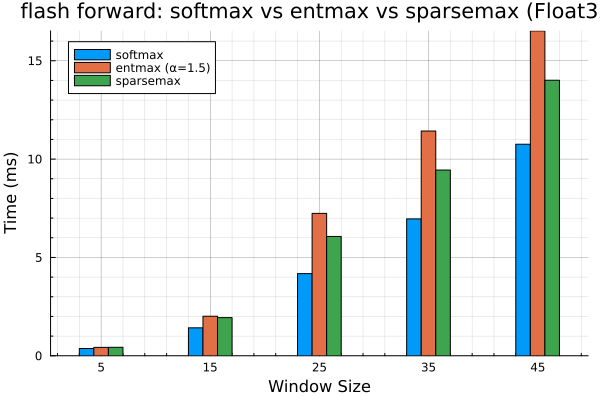 flash forward: softmax vs entmax vs sparsemax (Float3
softmax
entmax (α=1.5)
sparsemax
Time (ms)
15
10
5
0
5 15 25 35 45
Window Size